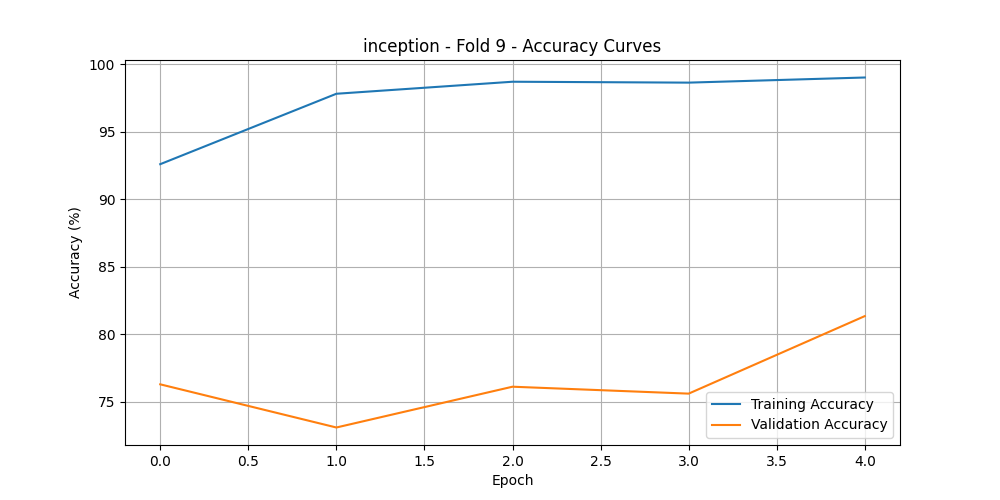 inception - Fold 9 - Accuracy Curves
100
95
90
85
80
75
Accuracy (%)
Training Accuracy
Validation Accuracy
0.0 0.5 1.0 1.5 2.0 2.5 3.0 3.5 4.0
Epoch